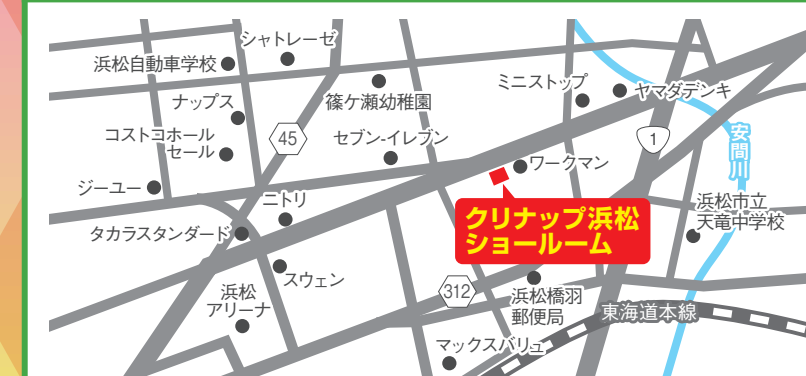 シャトレーゼ
浜松自動車学校
ミニストップ
ヤマダデンキ
ナップス
篠ケ瀬幼稚園
コストコホール
セール
45
セブン-イレブン
1
安間川
ワークマン
ジーユー
ニトリ
クリナップ浜松
ショールーム
浜松市立
天竜中学校
タカラスタンダード
スウェン
浜松
アリーナ
312
浜松橋羽
郵便局
東海道本線
マックスバリュ